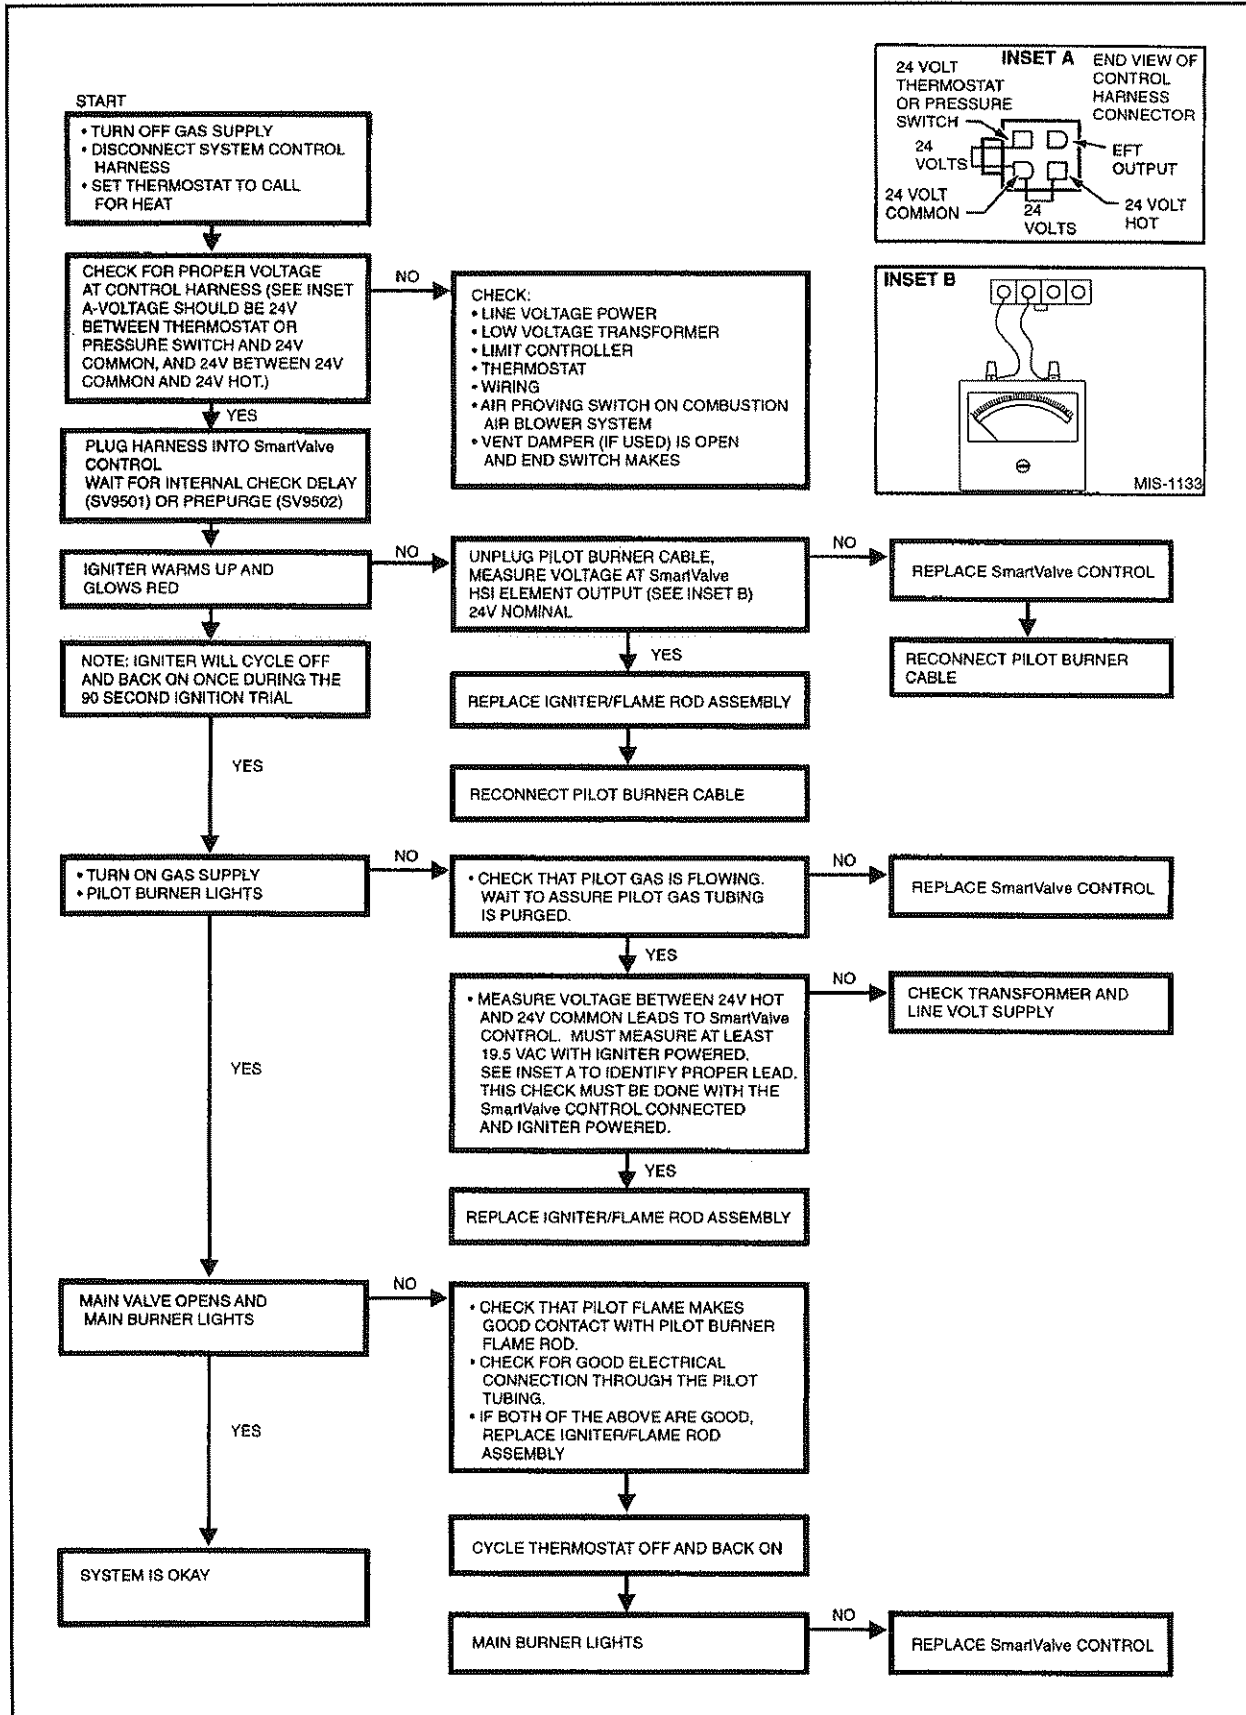 START
• TURN OFF GAS SUPPLY
• DISCONNECT SYSTEM CONTROL
HARNESS
• SET THERMOSTAT TO CALL
FOR HEAT
INSET A
END VIEW OF
CONTROL
HARNESS
CONNECTOR
24 VOLT
THERMOSTAT
OR PRESSURE
SWITCH
24
VOLTS
EFT
OUTPUT
24 VOLT
COMMON
24
VOLTS
24 VOLT
HOT
CHECK FOR PROPER VOLTAGE
AT CONTROL HARNESS (SEE INSET
A-VOLTAGE SHOULD BE 24V
BETWEEN THERMOSTAT OR
PRESSURE SWITCH AND 24V
COMMON, AND 24V BETWEEN 24V
COMMON AND 24V HOT.)
NO
CHECK:
• LINE VOLTAGE POWER
• LOW VOLTAGE TRANSFORMER
• LIMIT CONTROLLER
• THERMOSTAT
• WIRING
• AIR PROVING SWITCH ON COMBUSTION
AIR BLOWER SYSTEM
• VENT DAMPER (IF USED) IS OPEN
AND END SWITCH MAKES
INSET B
MIS-1133
YES
PLUG HARNESS INTO SmartValve
CONTROL
WAIT FOR INTERNAL CHECK DELAY
(SV9501) OR PREPURGE (SV9502)
IGNITER WARMS UP AND
GLOWS RED
NO
UNPLUG PILOT BURNER CABLE,
MEASURE VOLTAGE AT SmartValve
HSI ELEMENT OUTPUT (SEE INSET B)
24V NOMINAL
NO
REPLACE SmartValve CONTROL
RECONNECT PILOT BURNER
CABLE
YES
REPLACE IGNITER/FLAME ROD ASSEMBLY
RECONNECT PILOT BURNER CABLE
NOTE: IGNITER WILL CYCLE OFF
AND BACK ON ONCE DURING THE
90 SECOND IGNITION TRIAL
YES
• TURN ON GAS SUPPLY
• PILOT BURNER LIGHTS
NO
• CHECK THAT PILOT GAS IS FLOWING.
WAIT TO ASSURE PILOT GAS TUBING
IS PURGED.
NO
REPLACE SmartValve CONTROL
YES
• MEASURE VOLTAGE BETWEEN 24V HOT
AND 24V COMMON LEADS TO SmartValve
CONTROL. MUST MEASURE AT LEAST
19.5 VAC WITH IGNITER POWERED.
SEE INSET A TO IDENTIFY PROPER LEAD.
THIS CHECK MUST BE DONE WITH THE
SmartValve CONTROL CONNECTED
AND IGNITER POWERED.
NO
CHECK TRANSFORMER AND
LINE VOLT SUPPLY
YES
REPLACE IGNITER/FLAME ROD ASSEMBLY
YES
MAIN VALVE OPENS AND
MAIN BURNER LIGHTS
NO
• CHECK THAT PILOT FLAME MAKES
GOOD CONTACT WITH PILOT BURNER
FLAME ROD.
• CHECK FOR GOOD ELECTRICAL
CONNECTION THROUGH THE PILOT
TUBING.
• IF BOTH OF THE ABOVE ARE GOOD,
REPLACE IGNITER/FLAME ROD
ASSEMBLY
YES
SYSTEM IS OKAY
CYCLE THERMOSTAT OFF AND BACK ON
MAIN BURNER LIGHTS
NO
REPLACE SmartValve CONTROL